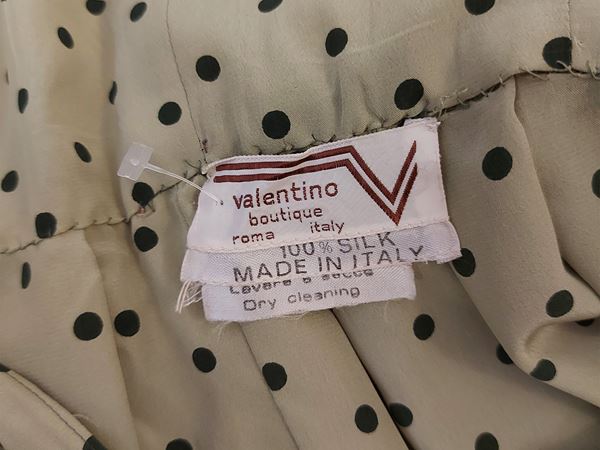 valentino
boutique
roma italy
100% SILK
MADE IN ITALY
Lavare a secco
Dry cleaning